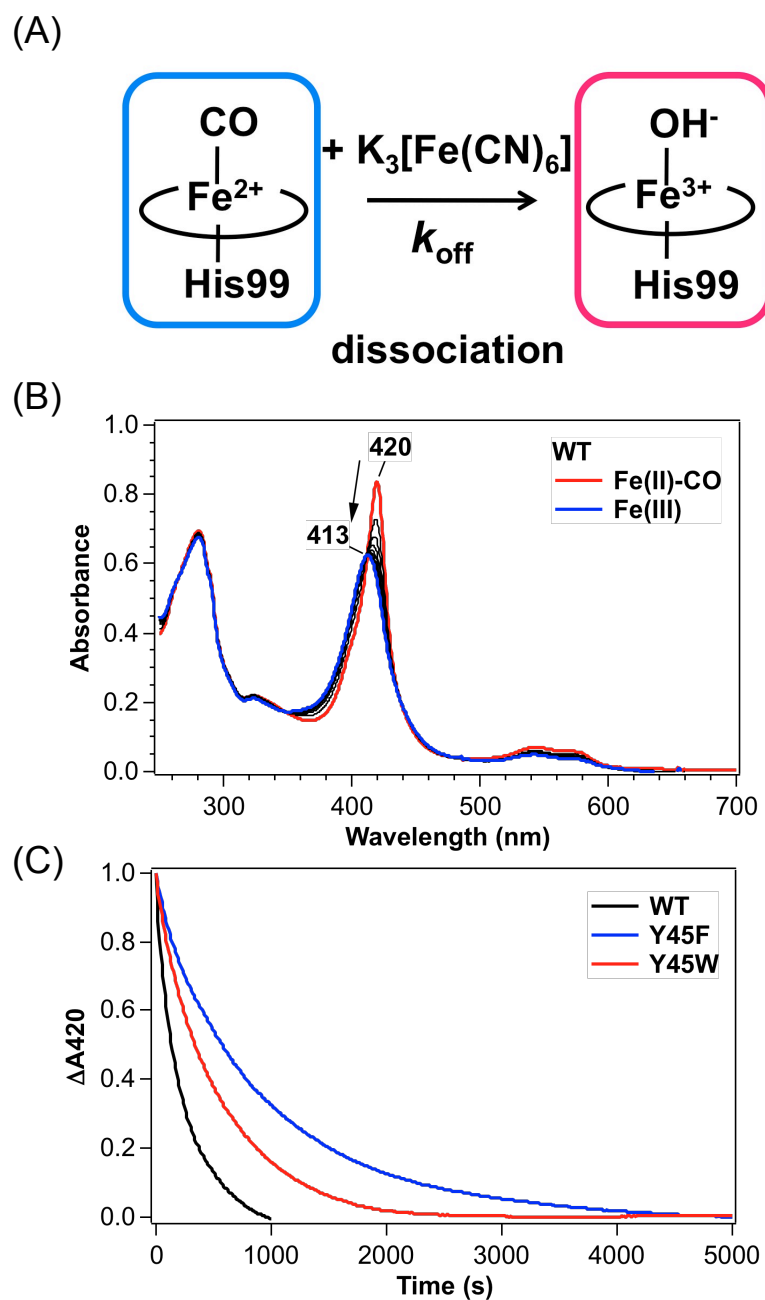 (A)
CO
Fe2+
His99
+ K3[Fe(CN)6]
koff
OH-
Fe3+
His99
dissociation
(B)
Absorbance
1.0
0.8
0.6
0.4
0.2
0.0
420
413
WT
Fe(II)-CO
Fe(III)
300 400 500 600 700
Wavelength (nm)
(C)
ΔA420
1.0
0.8
0.6
0.4
0.2
0.0
WT
Y45F
Y45W
0 1000 2000 3000 4000 5000
Time (s)